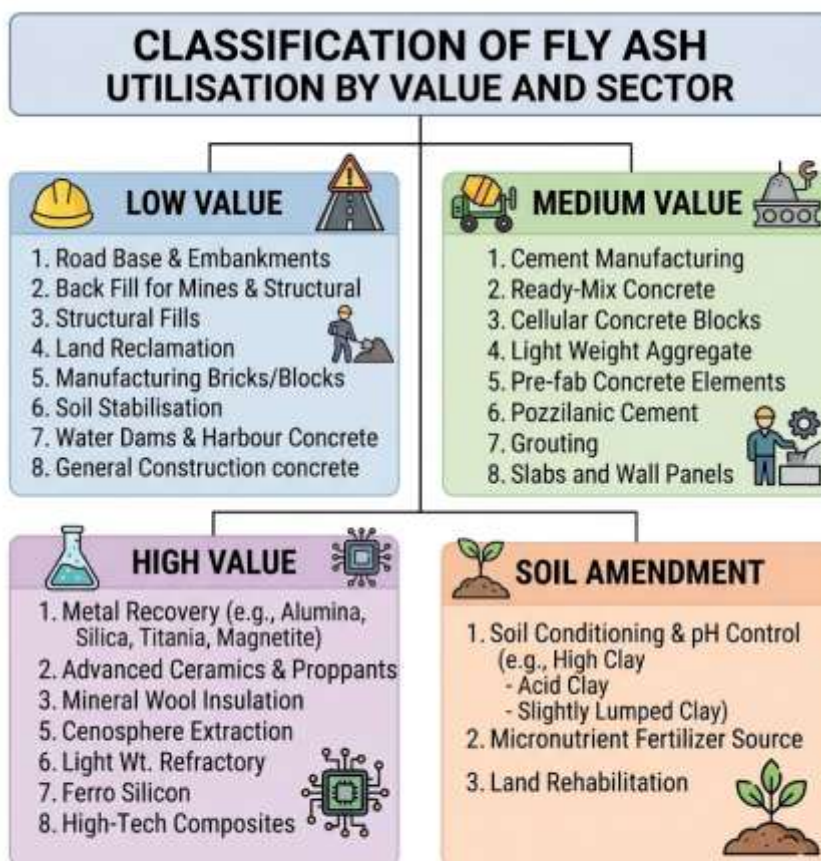 CLASSIFICATION OF FLY ASH
UTILISATION BY VALUE AND SECTOR
LOW VALUE
1. Road Base & Embankments
2. Back Fill for Mines & Structural
3. Structural Fills
4. Land Reclamation
5. Manufacturing Bricks/Blocks
6. Soil Stabilisation
7. Water Dams & Harbour Concrete
8. General Construction concrete
MEDIUM VALUE
1. Cement Manufacturing
2. Ready-Mix Concrete
3. Cellular Concrete Blocks
4. Light Weight Aggregate
5. Pre-fab Concrete Elements
6. Pozzilanic Cement
7. Grouting
8. Slabs and Wall Panels
HIGH VALUE
1. Metal Recovery (e.g., Alumina,
Silica, Titania, Magnetite)
2. Advanced Ceramics & Proppants
3. Mineral Wool Insulation
5. Cenosphere Extraction
6. Light Wt. Refractory
7. Ferro Silicon
8. High-Tech Composites
SOIL AMENDMENT
1. Soil Conditioning & pH Control
(e.g., High Clay
- Acid Clay
- Slightly Lumped Clay)
2. Micronutrient Fertilizer Source
3. Land Rehabilitation